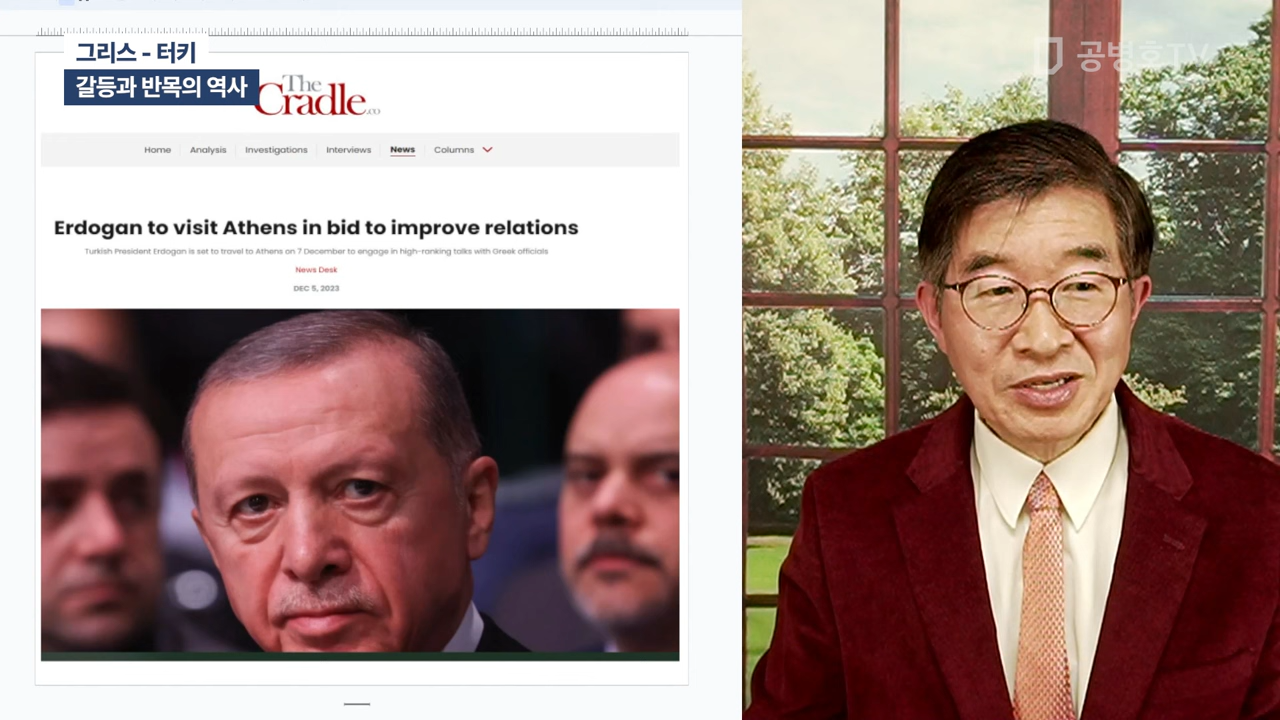 그리스 - 터키
갈등과 반목의 역사
공병호TV
The
Cradle.co
Home Analysis Investigations Interviews News Columns
Erdogan to visit Athens in bid to improve relations
Turkish President Erdogan is set to travel to Athens on 7 December to engage in high-ranking talks with Greek officials
News Desk
DEC 5, 2023